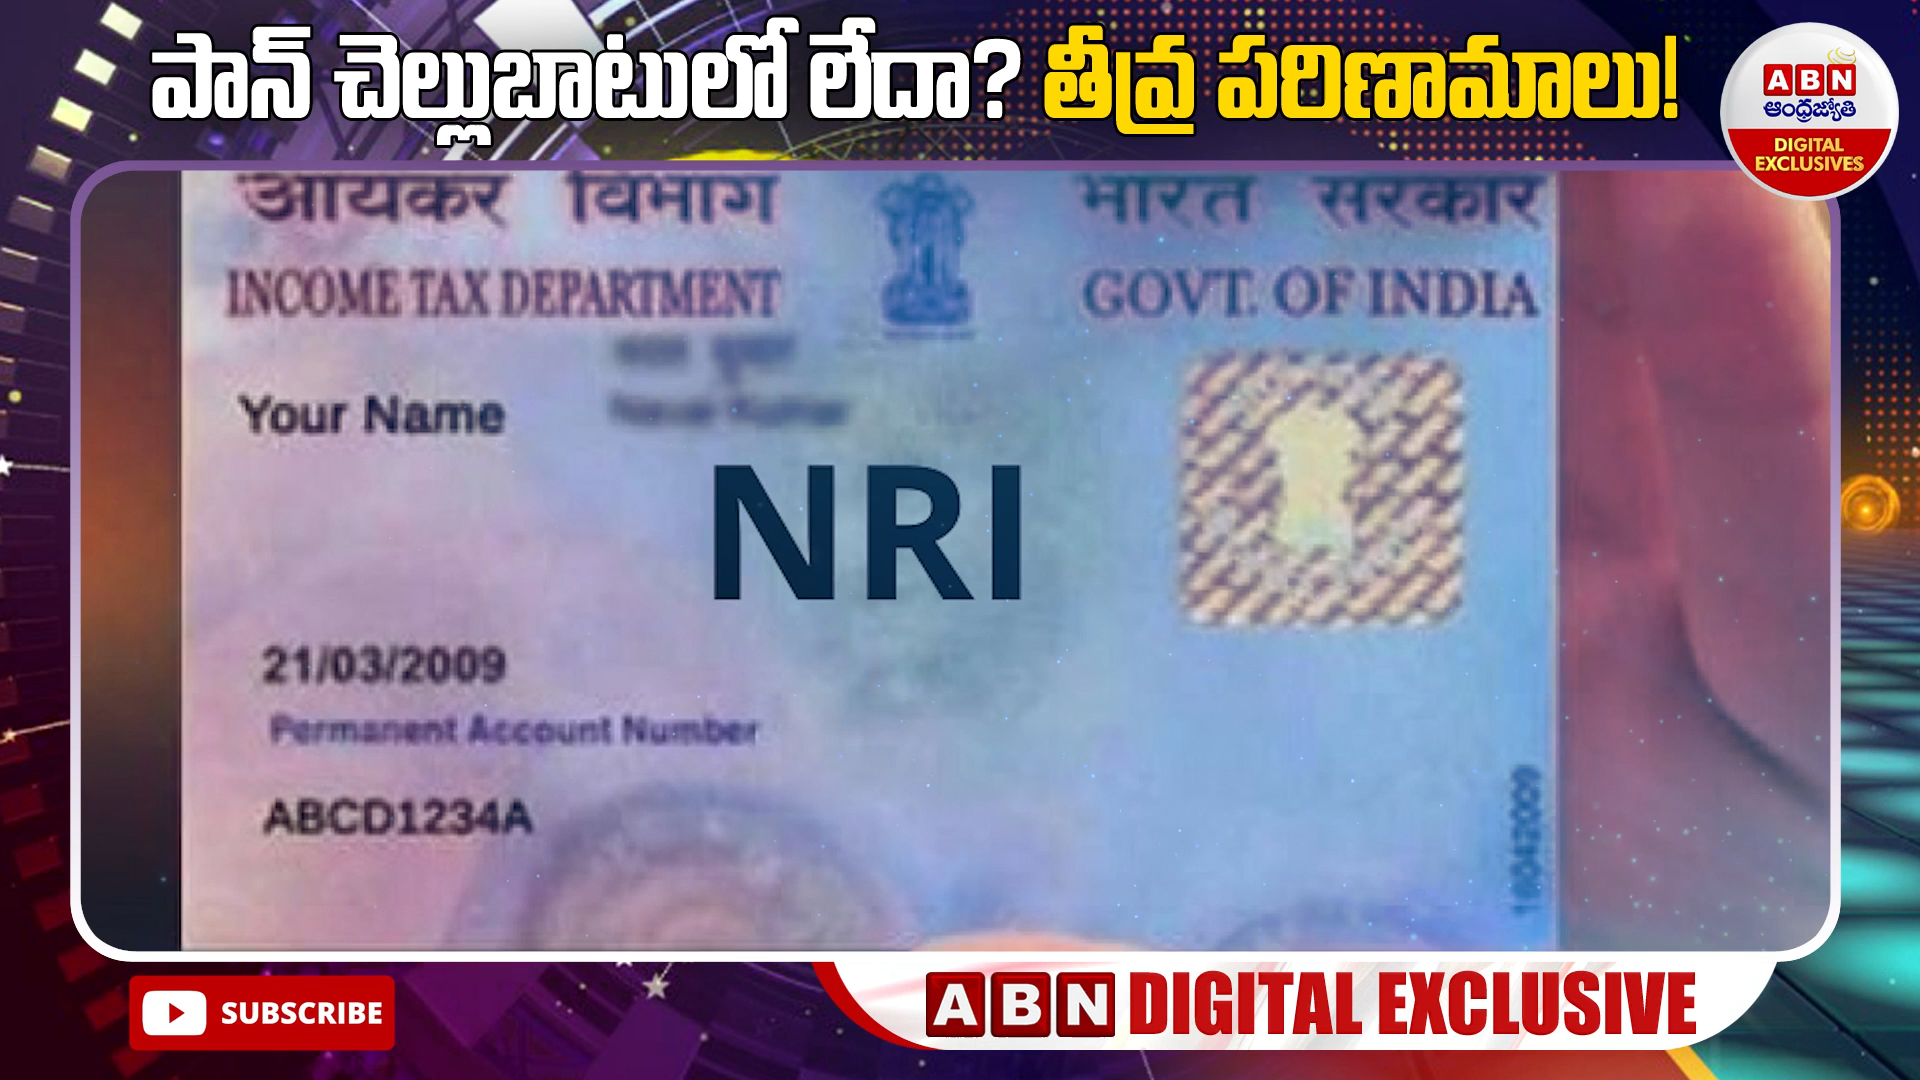 పాన్ చెల్లుబాటులో లేదా? తీవ్ర పరిణామాలు!
ABN
ఆంధ్రజ్యోతి
DIGITAL
EXCLUSIVES
आयकर विभाग
भारत सरकार
INCOME TAX DEPARTMENT
GOVT. OF INDIA
Your Name
NRI
21/03/2009
Permanent Account Number
ABCD1234A
18042009
SUBSCRIBE
ABN DIGITAL EXCLUSIVE